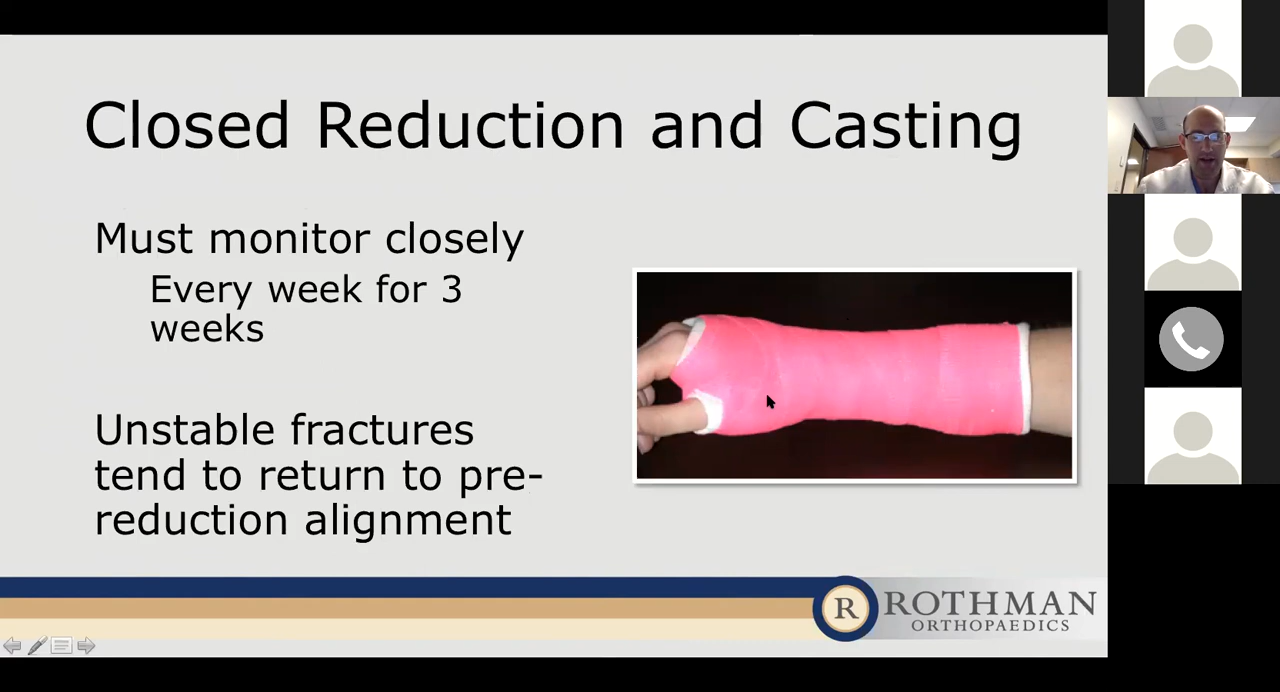 Closed Reduction and Casting
Must monitor closely
Every week for 3
weeks
Unstable fractures
tend to return to pre-
reduction alignment
R
ROTHMAN
ORTHOPAEDICS